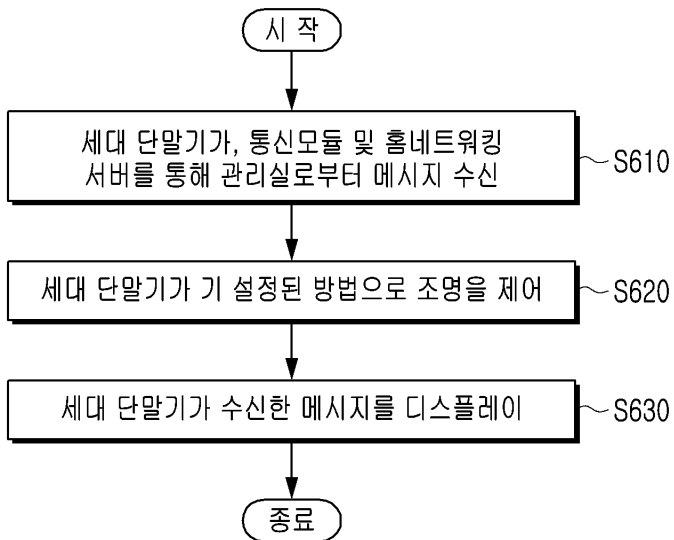 시 작
세대 단말기가, 통신모듈 및 홈네트워킹
서버를 통해 관리실로부터 메시지 수신
S610
세대 단말기가 기 설정된 방법으로 조명을 제어
S620
세대 단말기가 수신한 메시지를 디스플레이
S630
종료